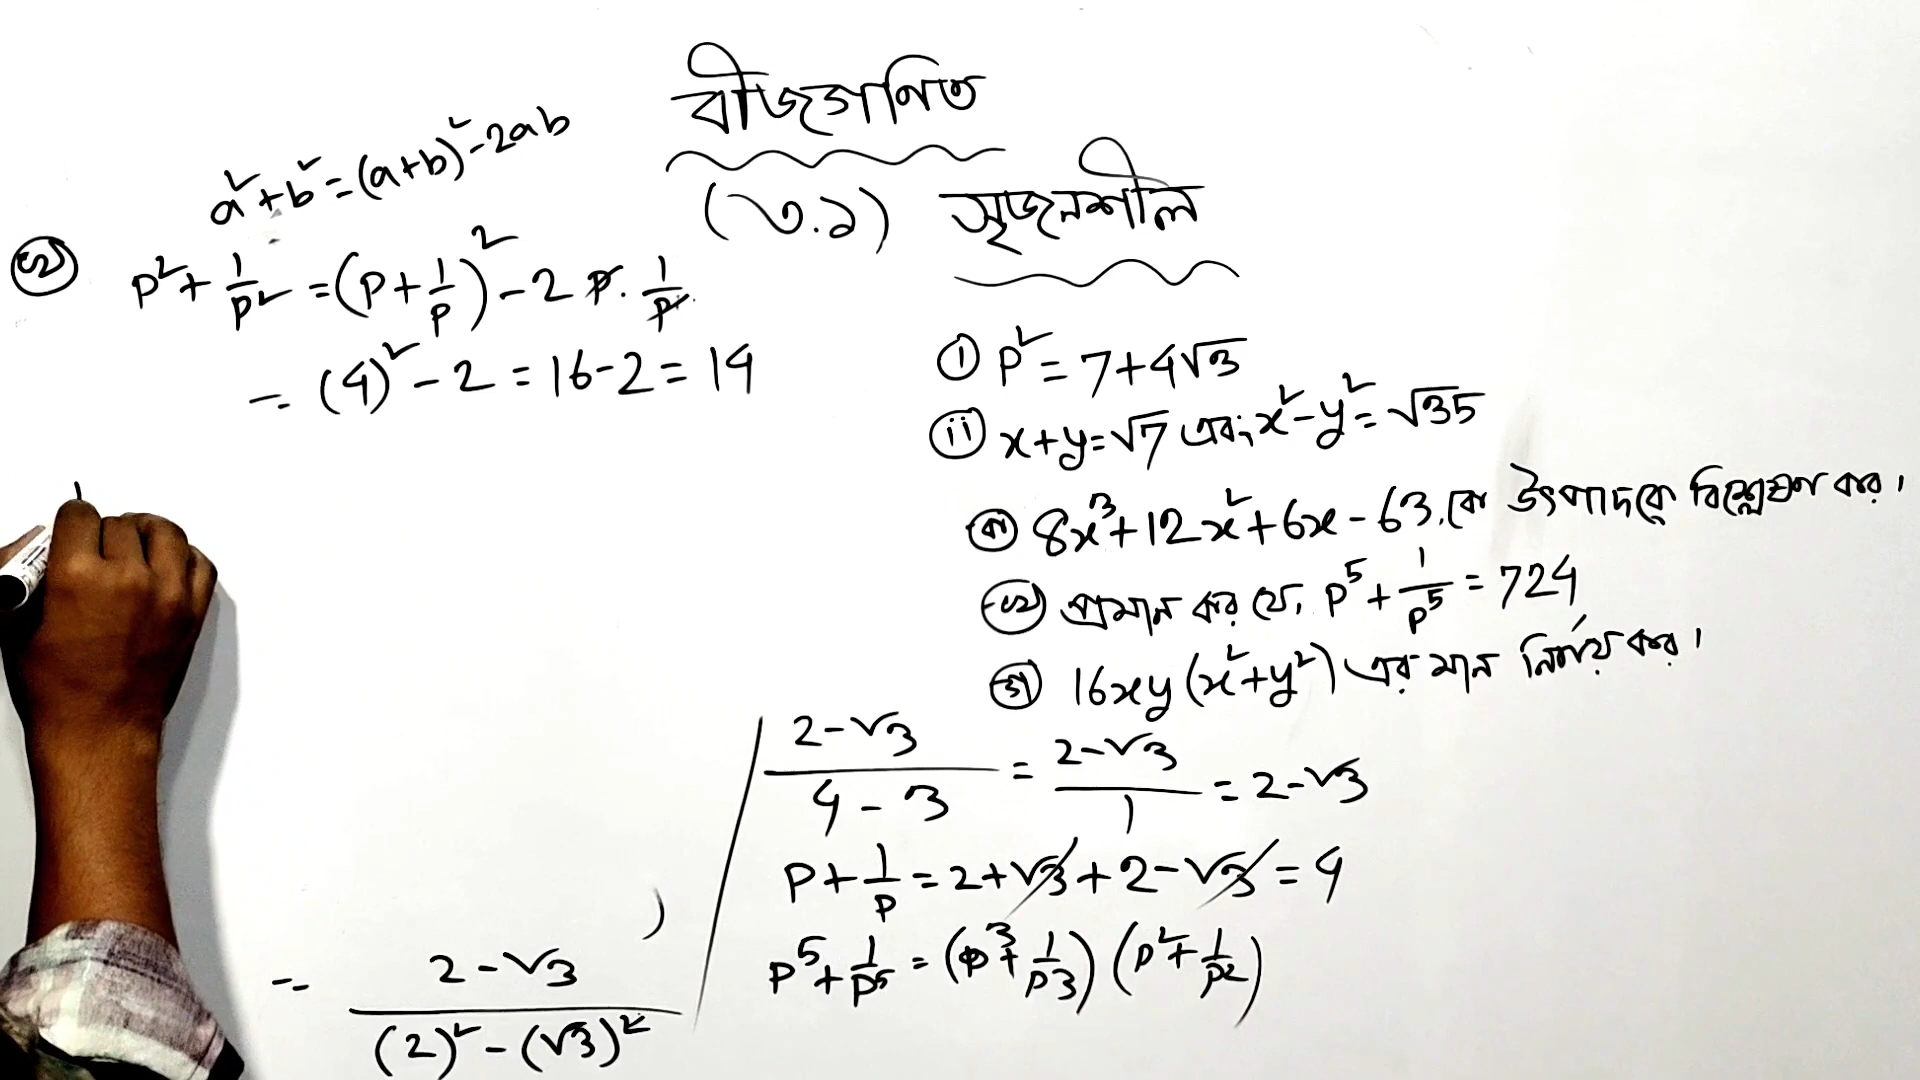 বীজগনিত
(৩.১) সৃজনশীল
a²+b²=(a+b)²-2ab
(খ) p²+1/p² =(p+1/p)²-2 p.1/p
= (4)²-2=16-2=14
(i) p²=7+4√3
(ii) x+y=√7 এবং x²-y²=√35
(ক) 8x³+12x²+6x-63.কে উৎপাদকে বিশ্লেষণ কর।
(খ) প্রমান কর যে, p⁵+1/p⁵=724
(গ) 16xy(x²+y²) এর মান নির্ণয় কর।
(2-√3)/(4-3) = (2-√3)/1 = 2-√3
p+1/p=2+√3+2-√3=4
p⁵+1/p⁵=(p³+1/p³)(p²+1/p²)
= (2-√3)/((2)²-(√3)²)